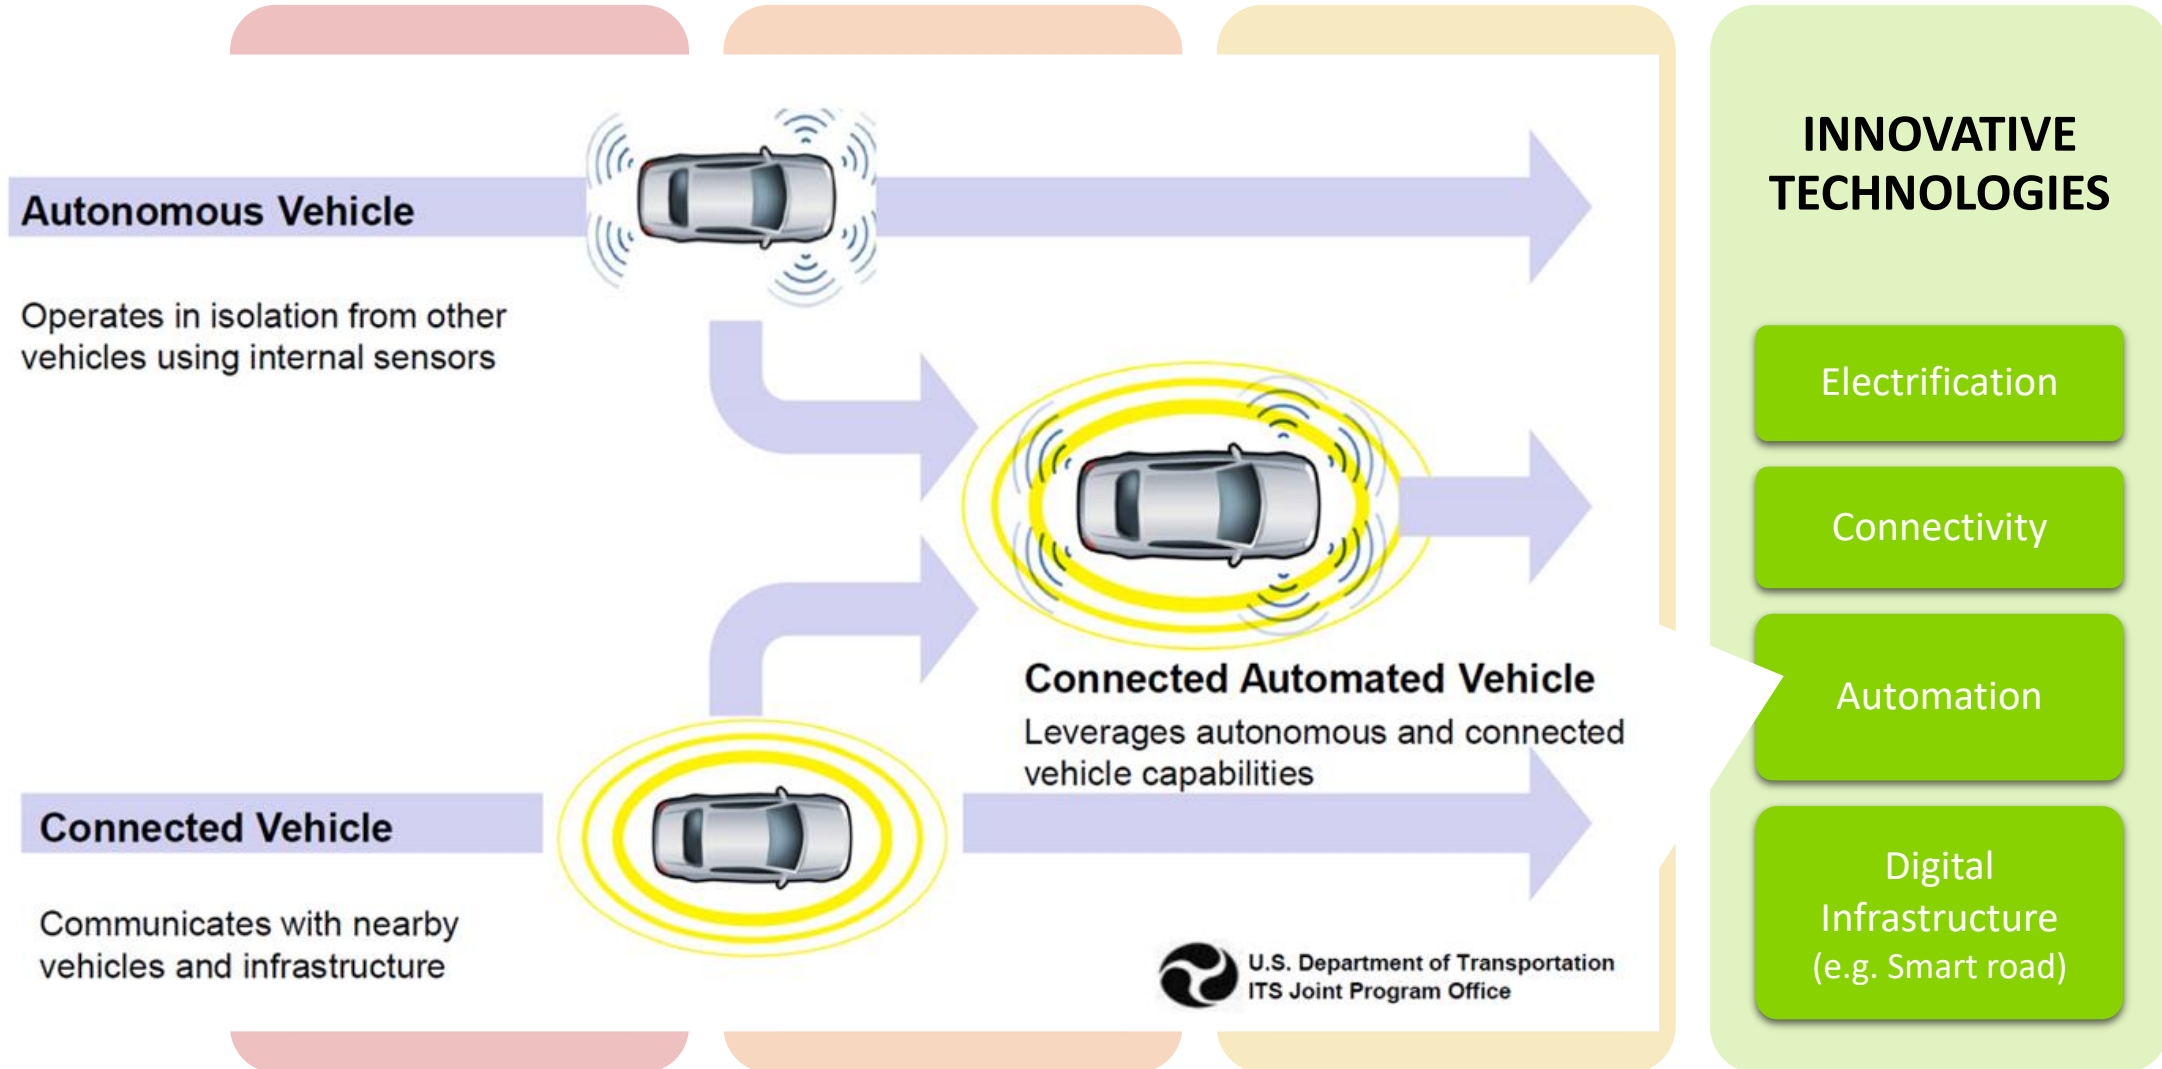 Autonomous Vehicle
Operates in isolation from other
vehicles using internal sensors
Connected Automated Vehicle
Leverages autonomous and connected
vehicle capabilities
Connected Vehicle
Communicates with nearby
vehicles and infrastructure
U.S. Department of Transportation
ITS Joint Program Office
INNOVATIVE
TECHNOLOGIES
Electrification
Connectivity
Automation
Digital
Infrastructure
(e.g. Smart road)